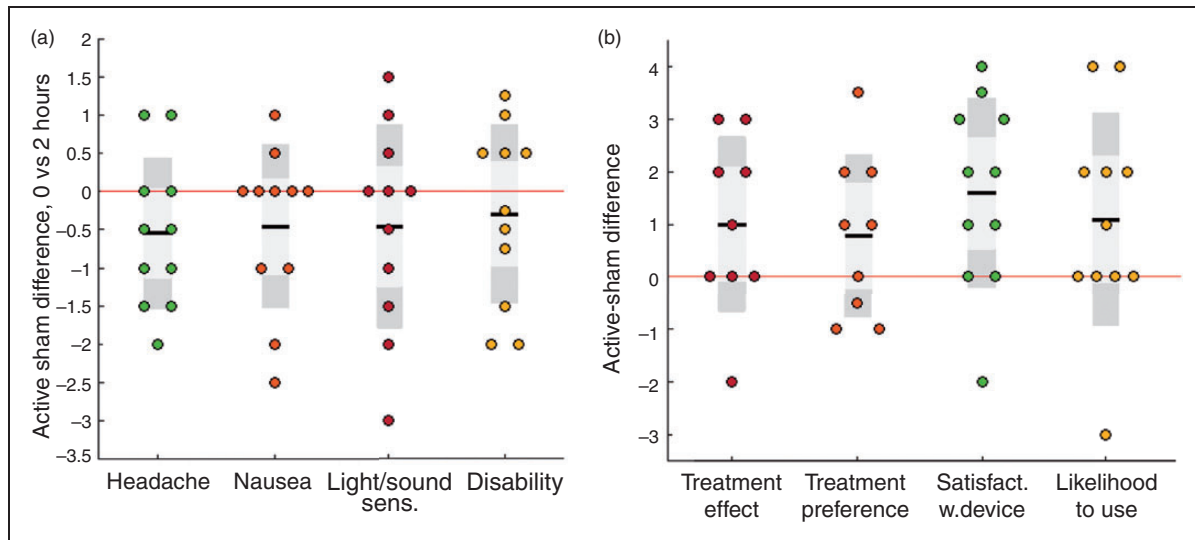 (a)
Active sham difference, 0 vs 2 hours
2
1.5
1
0.5
0
−0.5
−1
−1.5
−2
−2.5
−3
−3.5
Headache Nausea Light/sound sens. Disability
(b)
Active-sham difference
4
3
2
1
0
−1
−2
−3
Treatment effect
Treatment preference
Satisfact. w.device
Likelihood to use